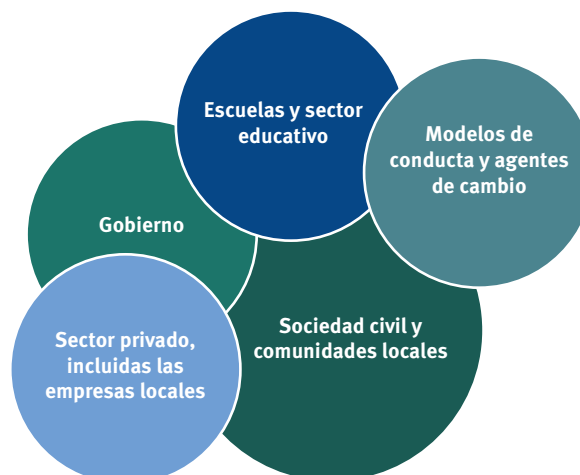 Escuelas y sector
educativo
Modelos de
conducta y agentes
de cambio
Gobierno
Sociedad civil y
comunidades locales
Sector privado,
incluidas las
empresas locales